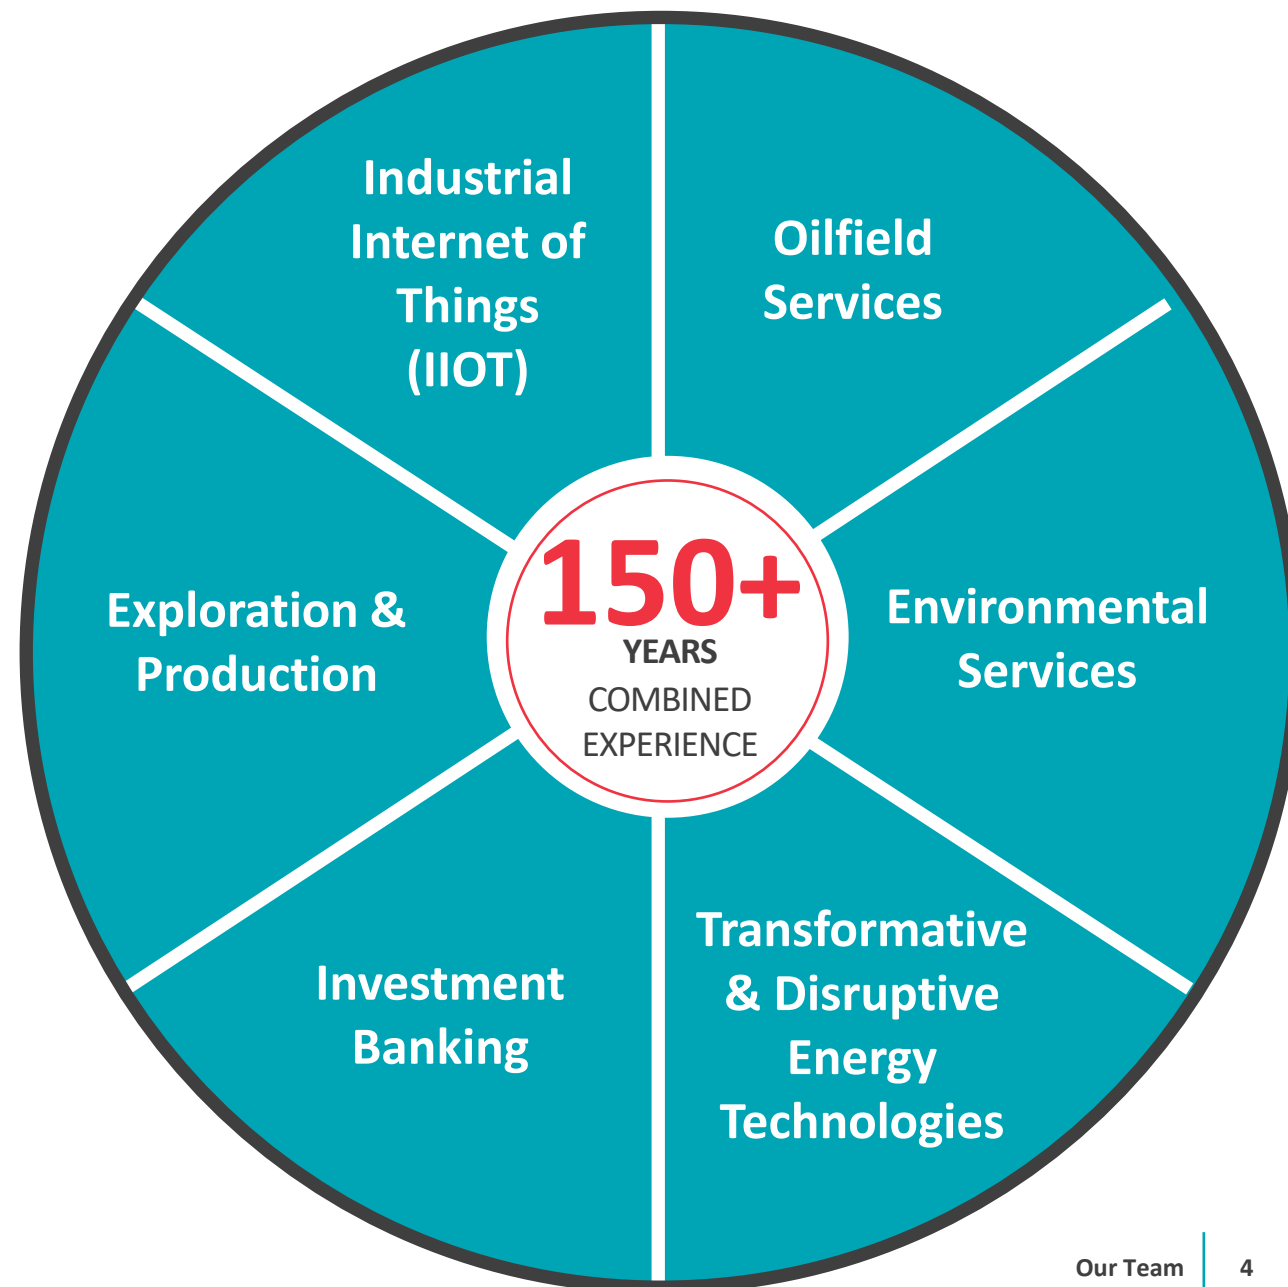 Industrial
Internet of
Things
(IIOT)
Oilfield
Services
Exploration &
Production
150+
YEARS
COMBINED
EXPERIENCE
Environmental
Services
Investment
Banking
Transformative
& Disruptive
Energy
Technologies
Our Team 4